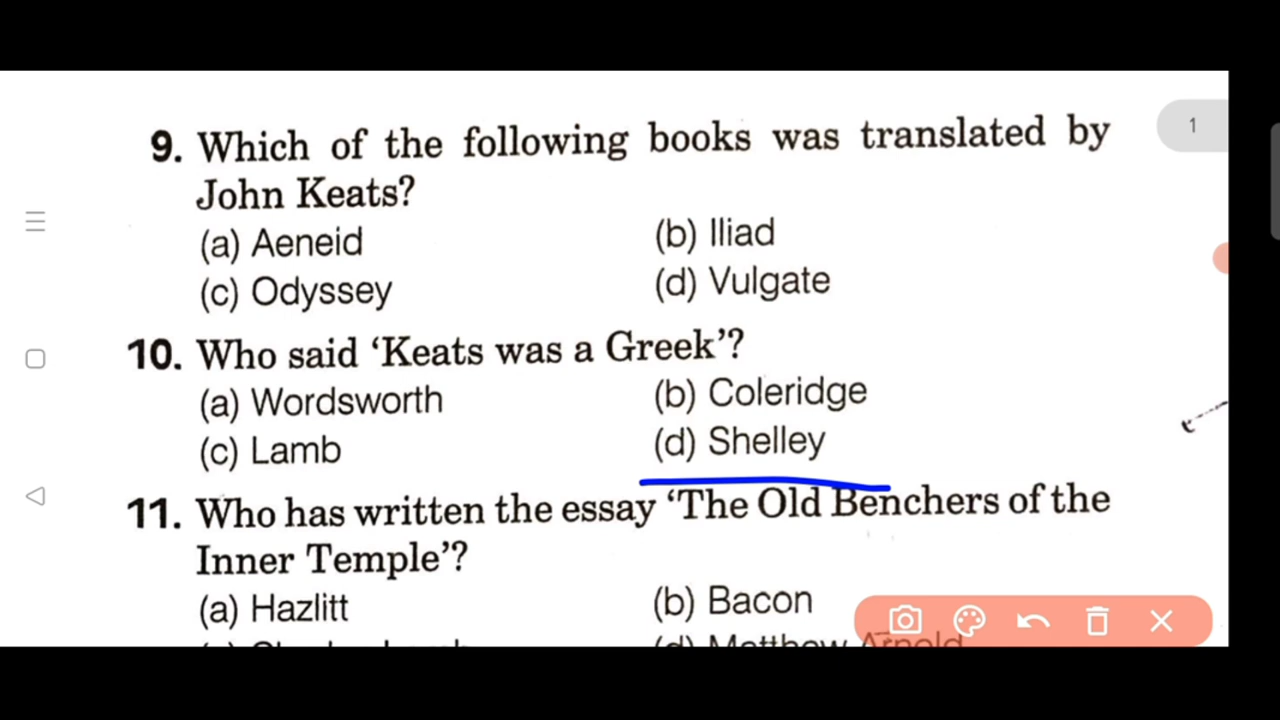 1
9. Which of the following books was translated by
John Keats?
(a) Aeneid (b) Iliad
(c) Odyssey (d) Vulgate
10. Who said ‘Keats was a Greek’?
(a) Wordsworth (b) Coleridge
(c) Lamb (d) Shelley
11. Who has written the essay ‘The Old Benchers of the
Inner Temple’?
(a) Hazlitt (b) Bacon
(d) Matthew Arnold